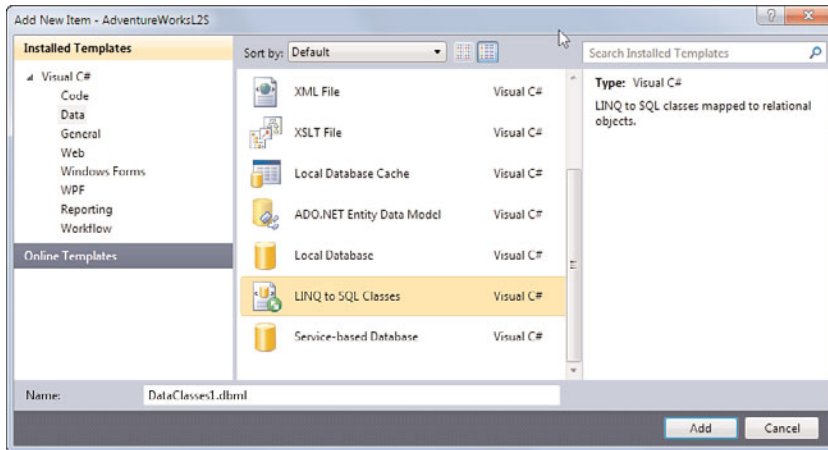 Add New Item - AdventureWorksL2S
Installed Templates
Visual C#
Code
Data
General
Web
Windows Forms
WPF
Reporting
Workflow
Online Templates
Sort by: Default
XML File Visual C#
XSLT File Visual C#
Local Database Cache Visual C#
ADO.NET Entity Data Model Visual C#
Local Database Visual C#
LINQ to SQL Classes Visual C#
Service-based Database Visual C#
Search Installed Templates
Type: Visual C#
LINQ to SQL classes mapped to relational
objects.
Name: DataClasses1.dbml
Add Cancel